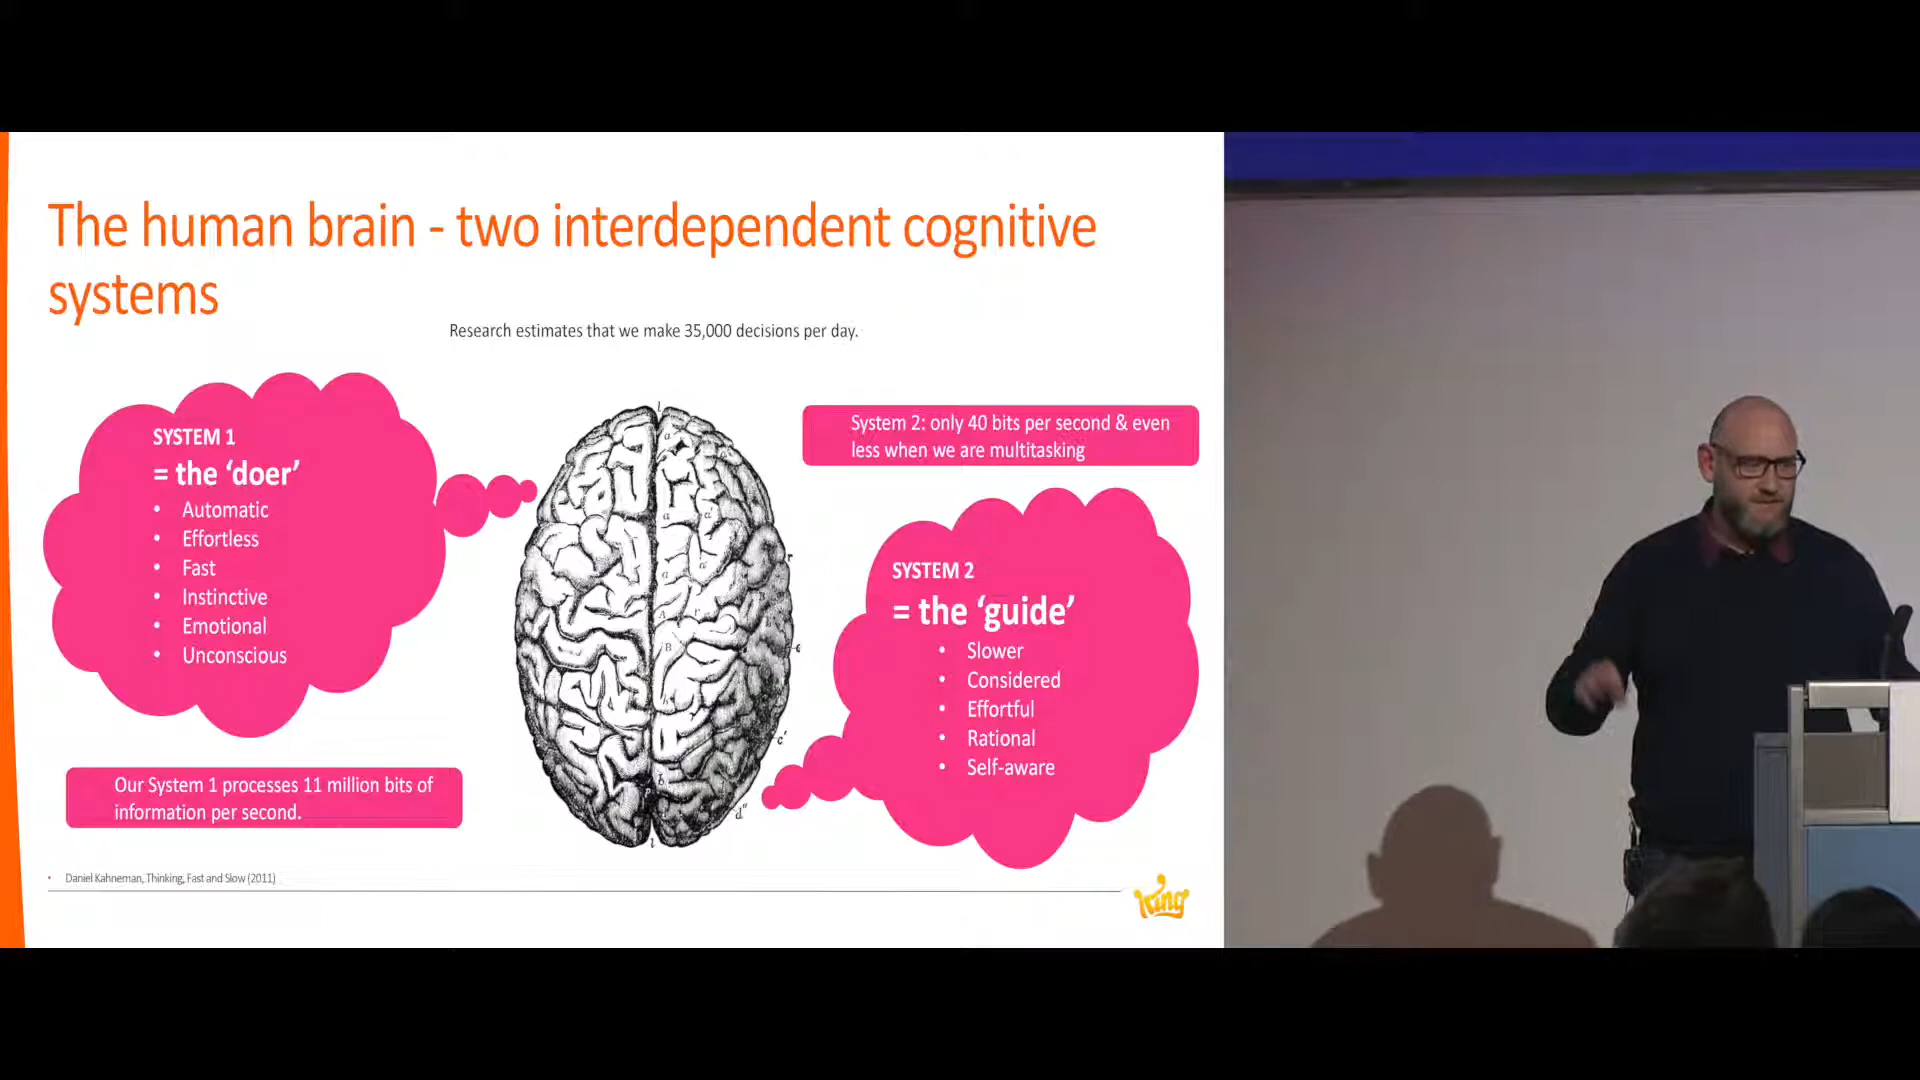 The human brain - two interdependent cognitive
systems
Research estimates that we make 35,000 decisions per day.
SYSTEM 1
= the ‘doer’
• Automatic
• Effortless
• Fast
• Instinctive
• Emotional
• Unconscious
Our System 1 processes 11 million bits of
information per second.
System 2: only 40 bits per second & even
less when we are multitasking
SYSTEM 2
= the ‘guide’
• Slower
• Considered
• Effortful
• Rational
• Self-aware
• Daniel Kahneman, Thinking, Fast and Slow (2011)
King